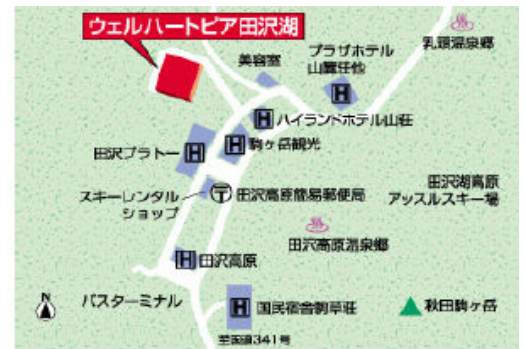 ウェルハートピア田沢湖
美容室
プラザホテル
山麓荘他
乳頭温泉郷
H
H
ハイランドホテル山荘
H
駒ヶ岳観光
田沢プラトー
H
スキーレンタル
ショップ
〒
田沢高原簡易郵便局
田沢湖高原
アッスルスキー場
田沢高原温泉郷
H
田沢高原
N
バスターミナル
H
国民宿舎駒草荘
秋田駒ヶ岳
至国道341号